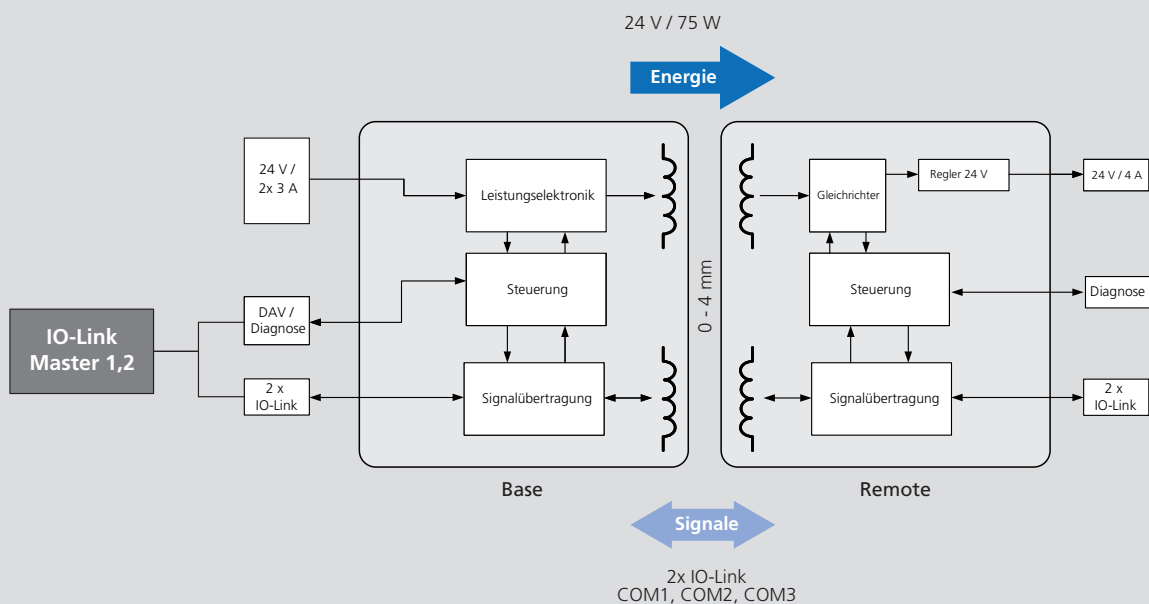 24 V / 75 W
Energie
24 V /
2x 3 A
Leistungselektronik
Gleichrichter
Regler 24 V
24 V / 4 A
0 - 4 mm
Steuerung
Steuerung
Diagnose
DAV /
Diagnose
IO-Link
Master 1,2
2 x
IO-Link
Signalübertragung
Signalübertragung
2 x
IO-Link
Base
Remote
Signale
2x IO-Link
COM1, COM2, COM3